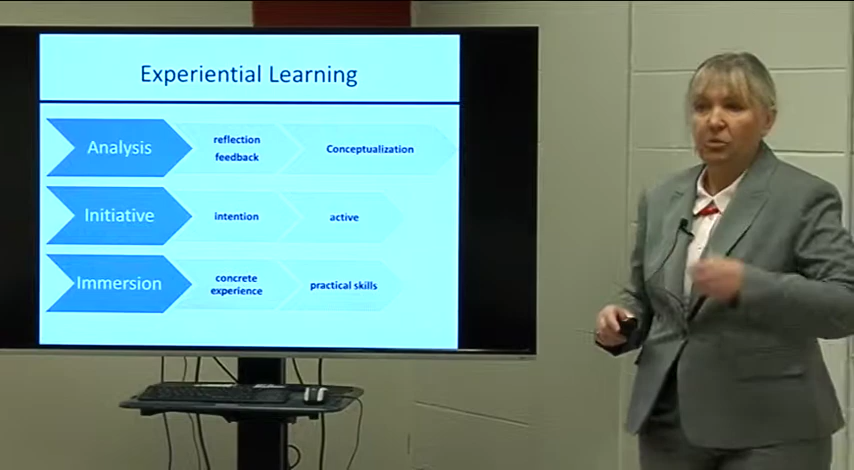 Experiential Learning
Analysis
reflection
feedback
Conceptualization
Initiative
intention
active
Immersion
concrete
experience
practical skills